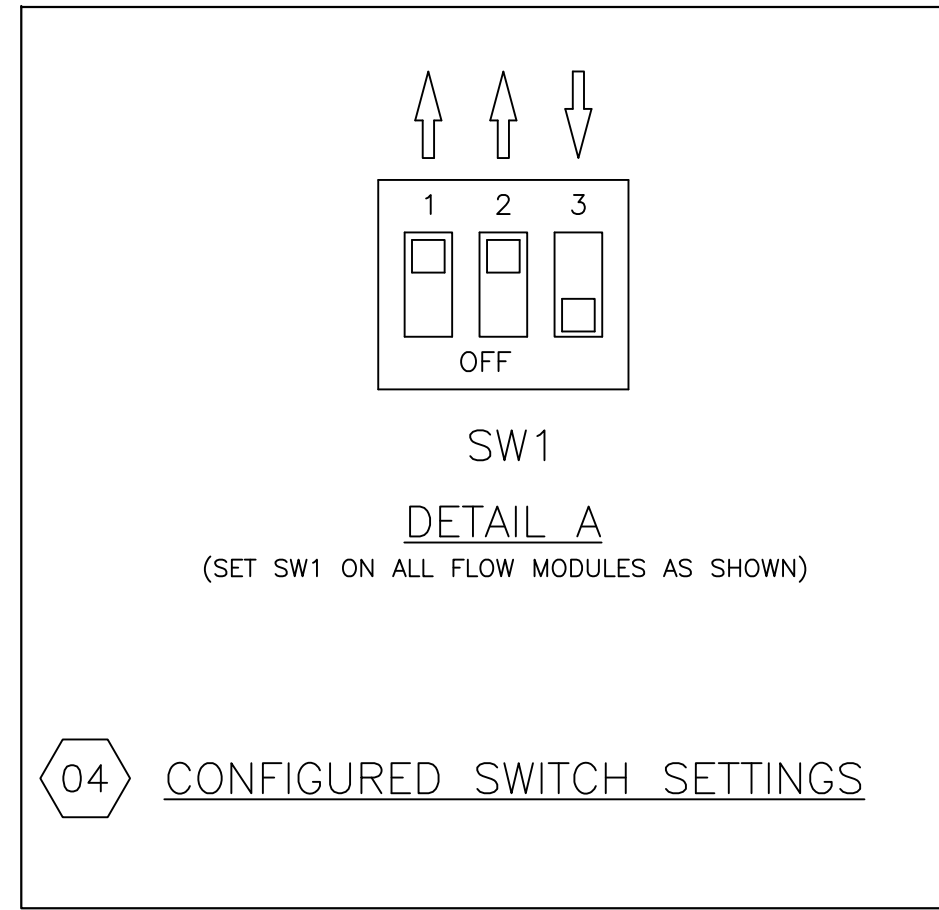 1 2 3
OFF
SW1
DETAIL A
(SET SW1 ON ALL FLOW MODULES AS SHOWN)
04 CONFIGURED SWITCH SETTINGS